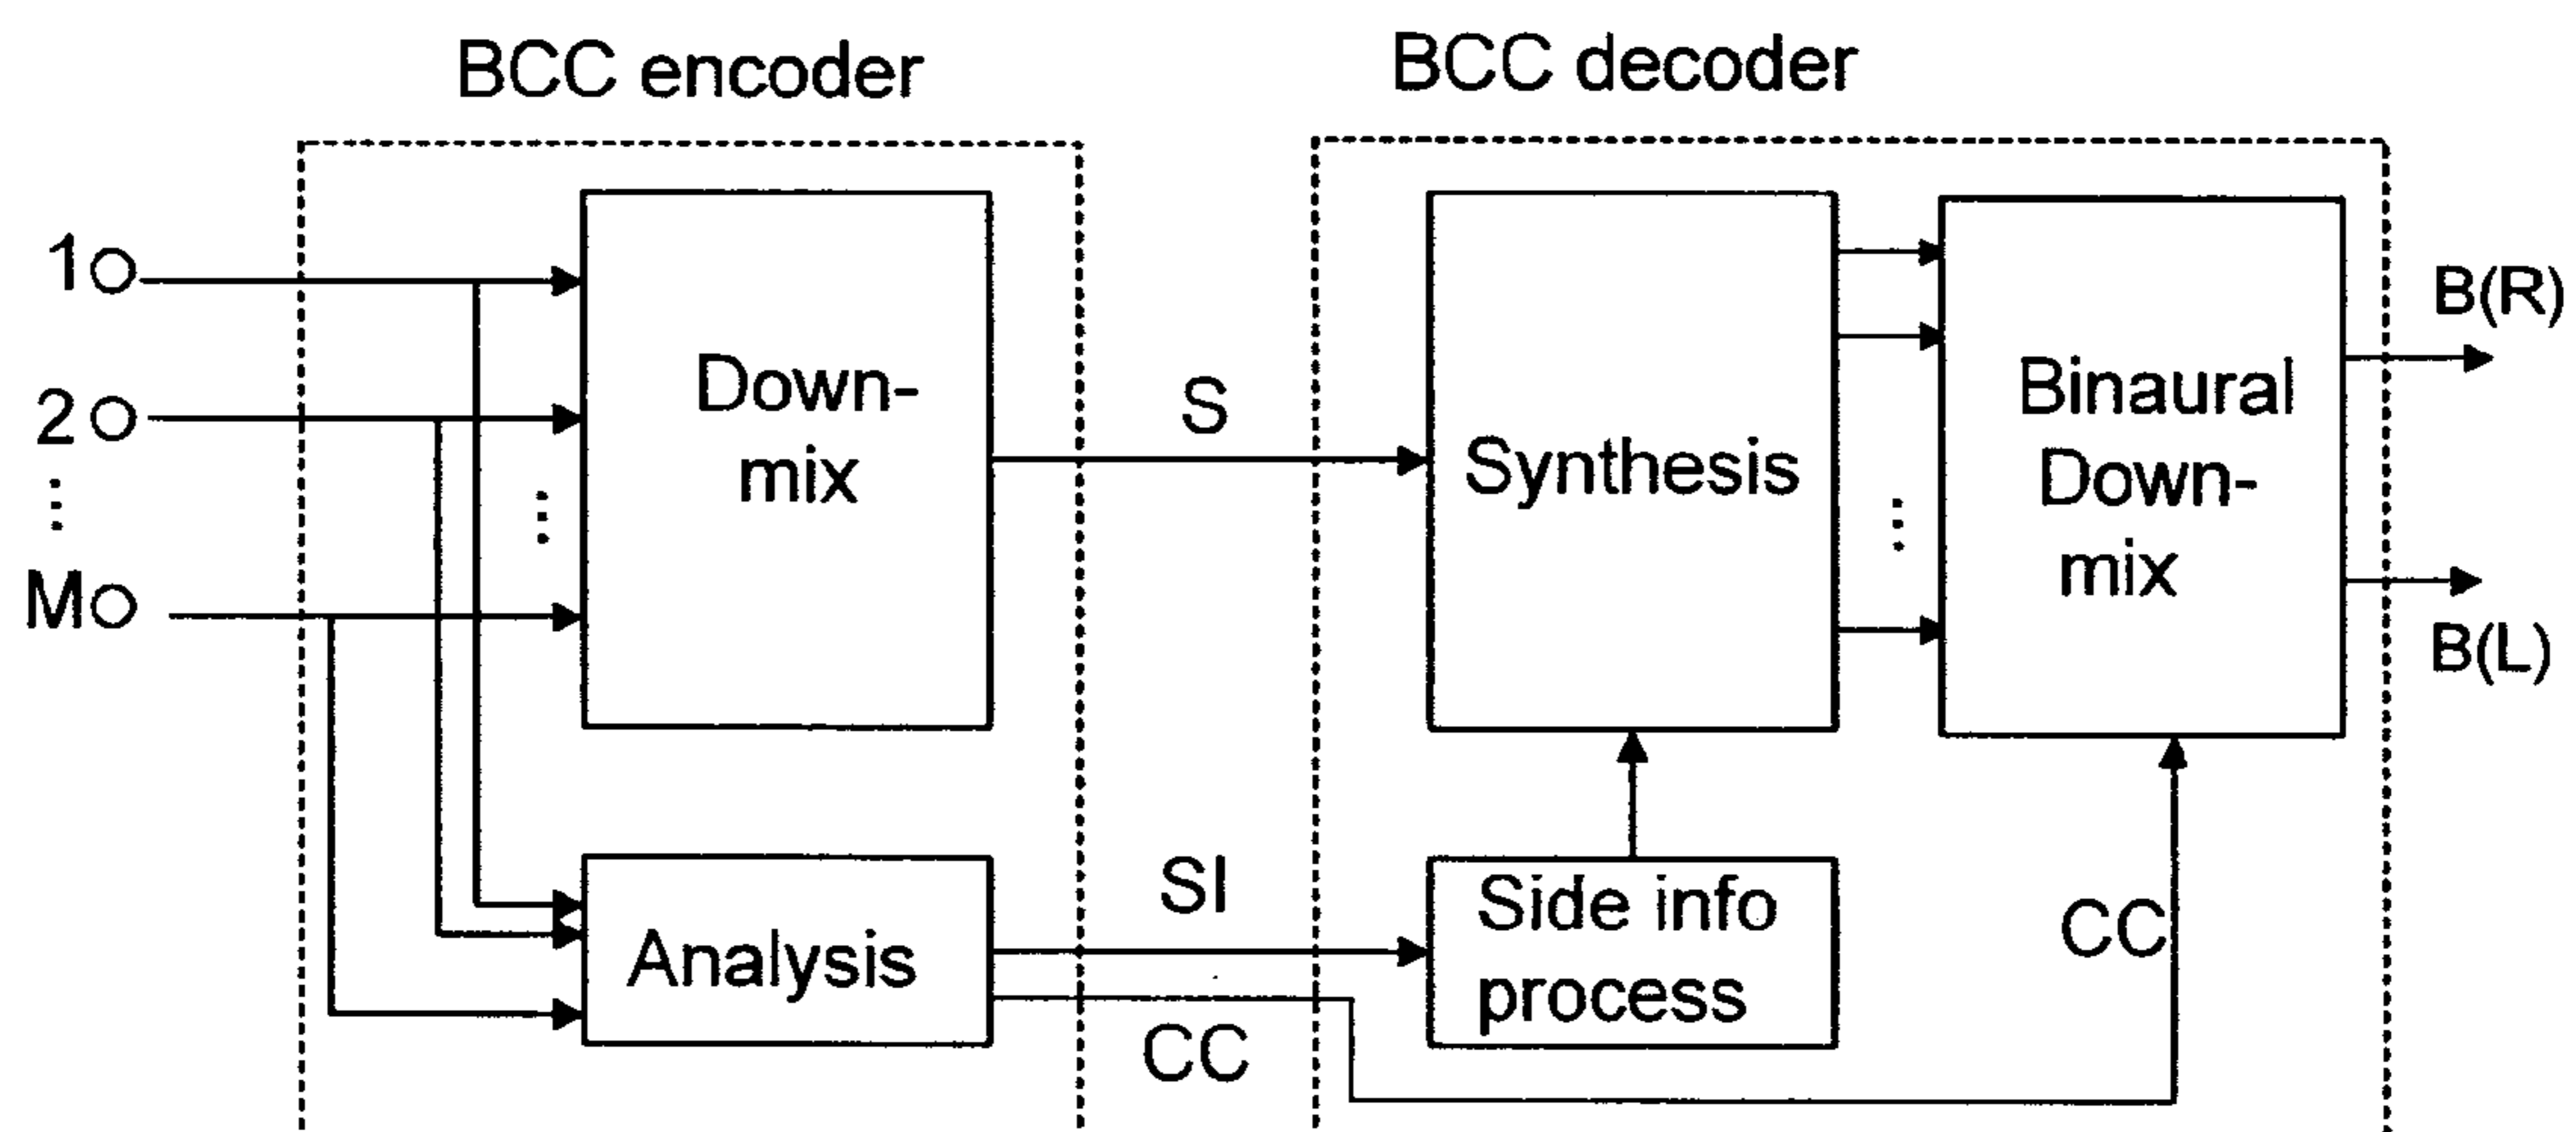 BCC encoder
BCC decoder
1
2
...
M
...
Down-
mix
S
Synthesis
...
Binaural
Down-
mix
B(R)
B(L)
Analysis
SI
CC
Side info
process
CC